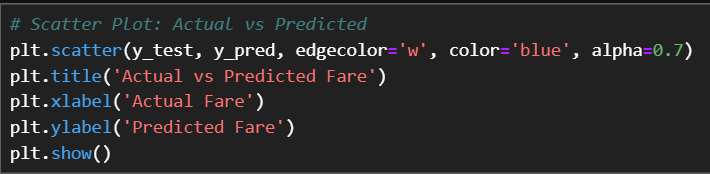 # Scatter Plot: Actual vs Predicted
plt.scatter(y_test, y_pred, edgecolor='w', color='blue', alpha=0.7)
plt.title('Actual vs Predicted Fare')
plt.xlabel('Actual Fare')
plt.ylabel('Predicted Fare')
plt.show()